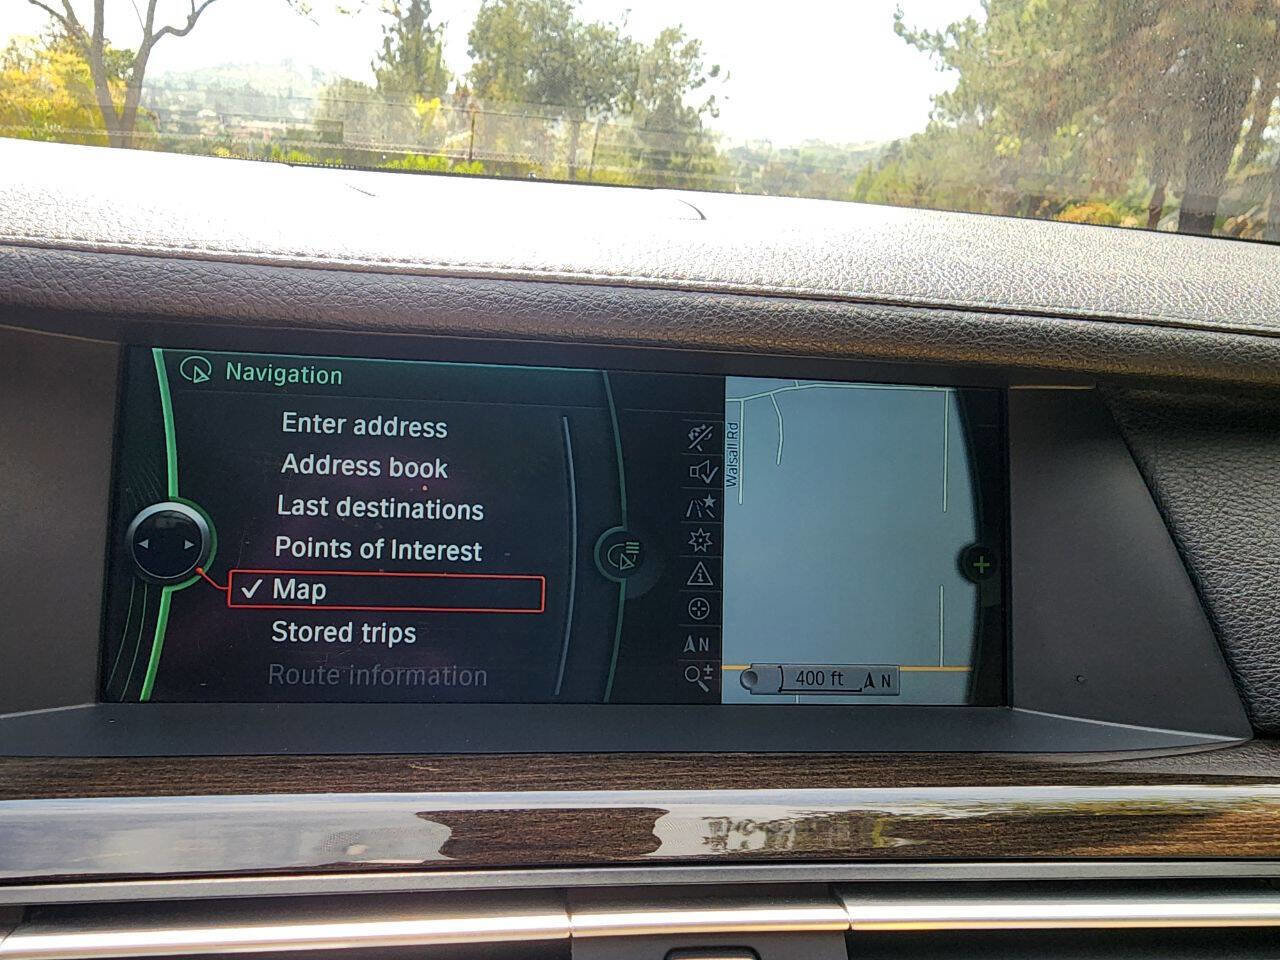 Navigation
Enter address
Address book
Last destinations
Points of Interest
✓ Map
Stored trips
Route information
N
Walsall Rd
400 ft N